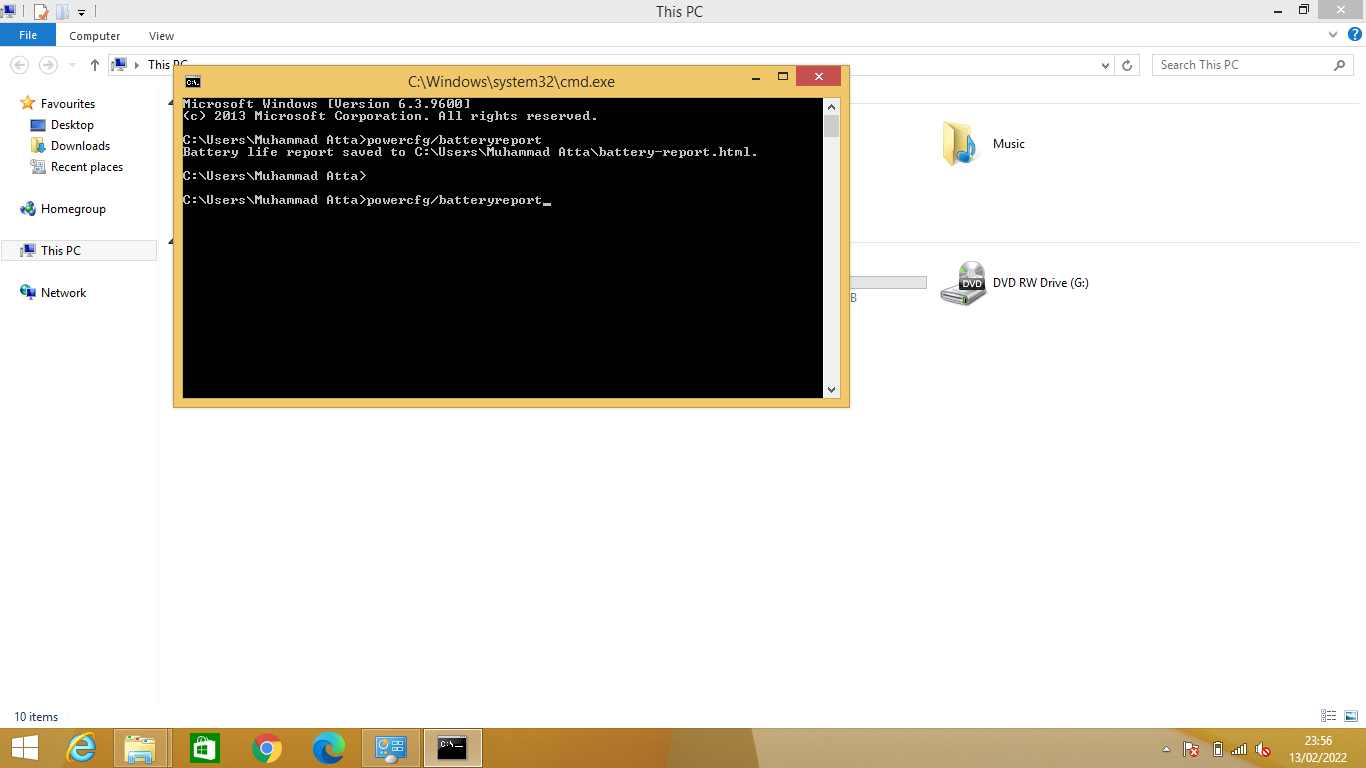 This PC
File
Computer
View
This PC
Search This PC
C:\Windows\system32\cmd.exe
Microsoft Windows [Version 6.3.9600]
(c) 2013 Microsoft Corporation. All rights reserved.
C:\Users\Muhammad Atta>powercfg/batteryreport
Battery life report saved to C:\Users\Muhammad Atta\battery-report.html.
C:\Users\Muhammad Atta>
C:\Users\Muhammad Atta>powercfg/batteryreport
Favourites
Desktop
Downloads
Recent places
Homegroup
This PC
Network
Music
DVD RW Drive (G:)
DVD
B
10 items
C:\
23:56
13/02/2022